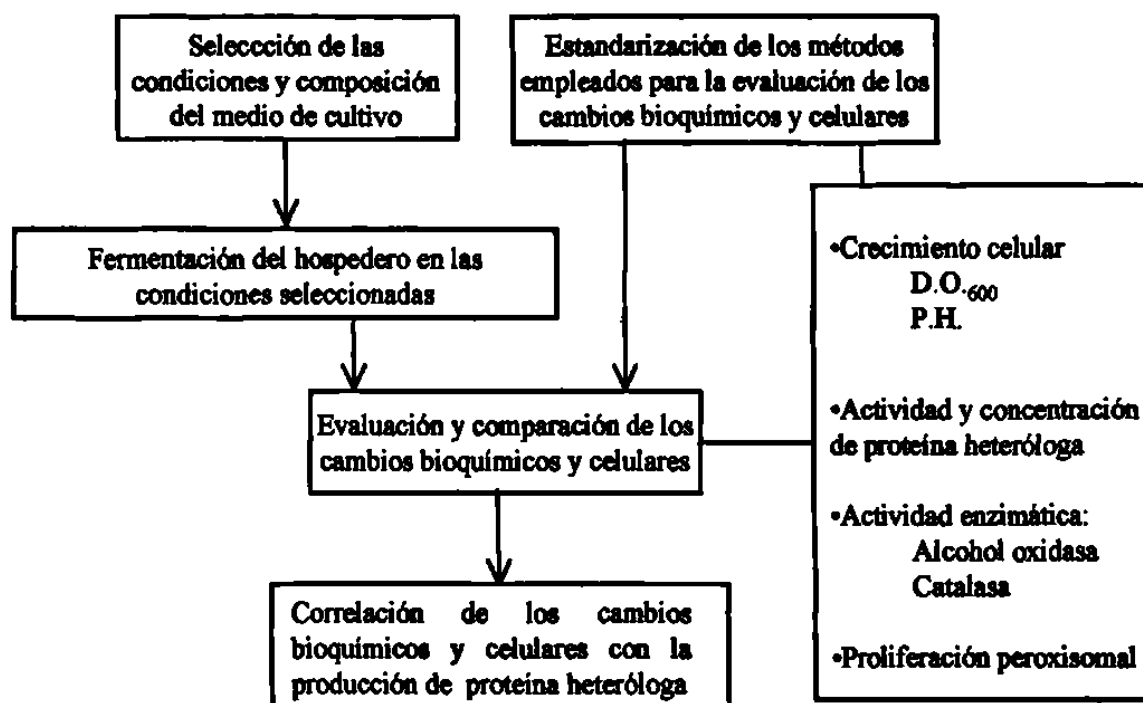 Seleccción de las
condiciones y composición
del medio de cultivo
Estandarización de los métodos
empleados para la evaluación de los
cambios bioquímicos y celulares
Fermentación del hospedero en las
condiciones seleccionadas
Evaluación y comparación de los
cambios bioquímicos y celulares
Correlación de los cambios
bioquímicos y celulares con la
producción de proteína heteróloga
•Crecimiento celular
D.O.600
P.H.
•Actividad y concentración
de proteína heteróloga
•Actividad enzimática:
Alcohol oxidasa
Catalasa
•Proliferación peroxisomal